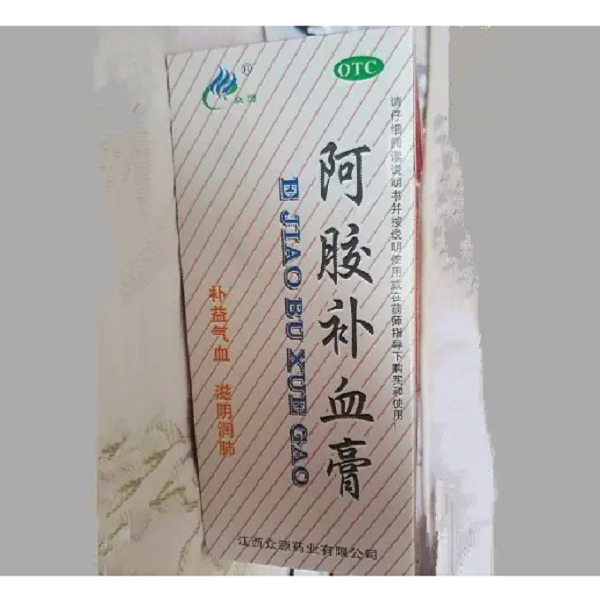 OTC
阿胶补血膏
E JIAO BU XUE GAO
补益气血 滋阴润肺
请仔细阅读说明书并按说明使用或在药师指导下购买和使用
江西众源药业有限公司